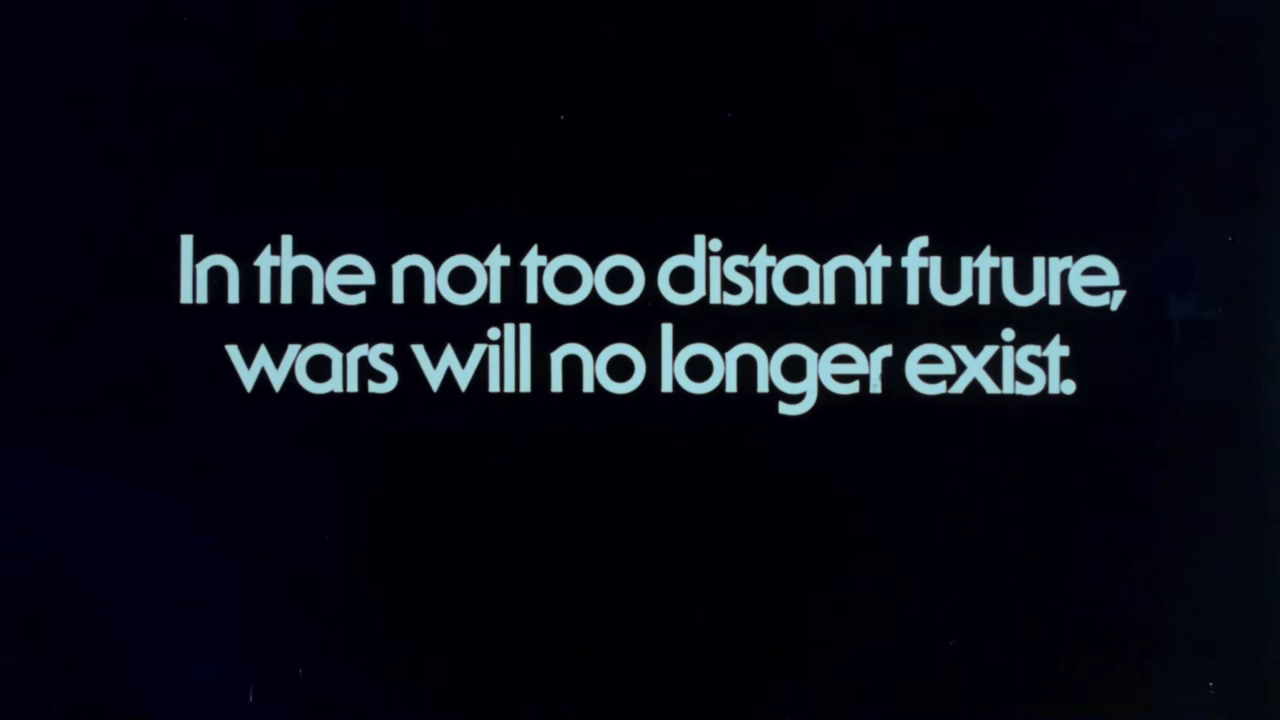 In the not too distant future,
wars will no longer exist.